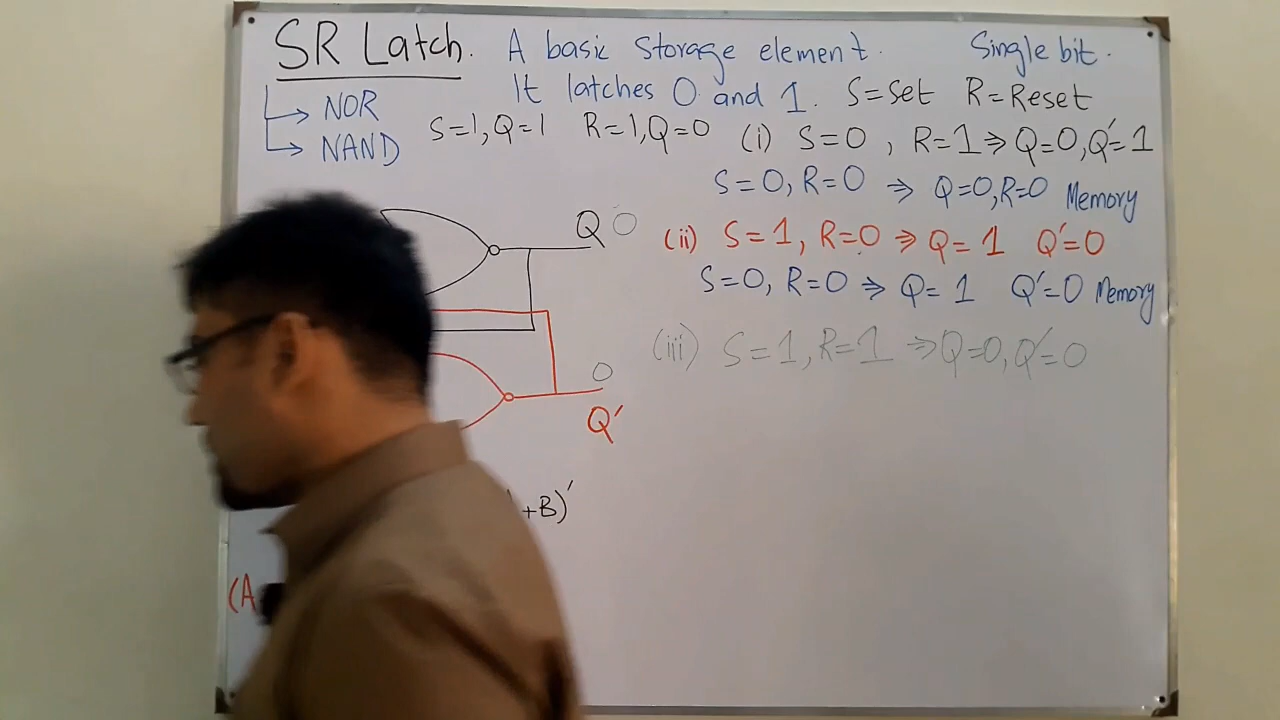 SR Latch. A basic storage element. Single bit.
It latches 0 and 1. S=set R=Reset
→ NOR
→ NAND
S=1,Q=1 R=1,Q=0
(i) S=0, R=1⇒Q=0,Q'=1
S=0,R=0 ⇒ Q=0,R=0 Memory
(ii) S=1, R=0⇒Q=1 Q'=0
S=0, R=0⇒Q=1 Q'=0 Memory
(iii) S=1,R=1 ⇒Q=0,Q'=0
Q 0
0
Q'
+B)'
(A